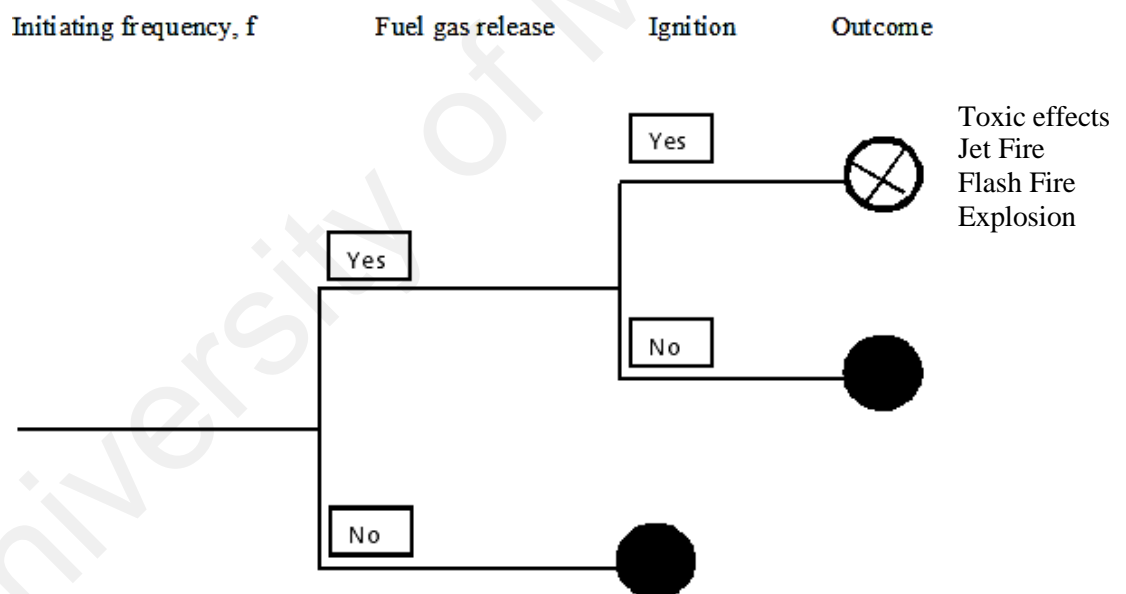 Initiating frequency, f Fuel gas release Ignition Outcome
Toxic effects
Yes
Jet Fire
Flash Fire
Explosion
Yes
No
No